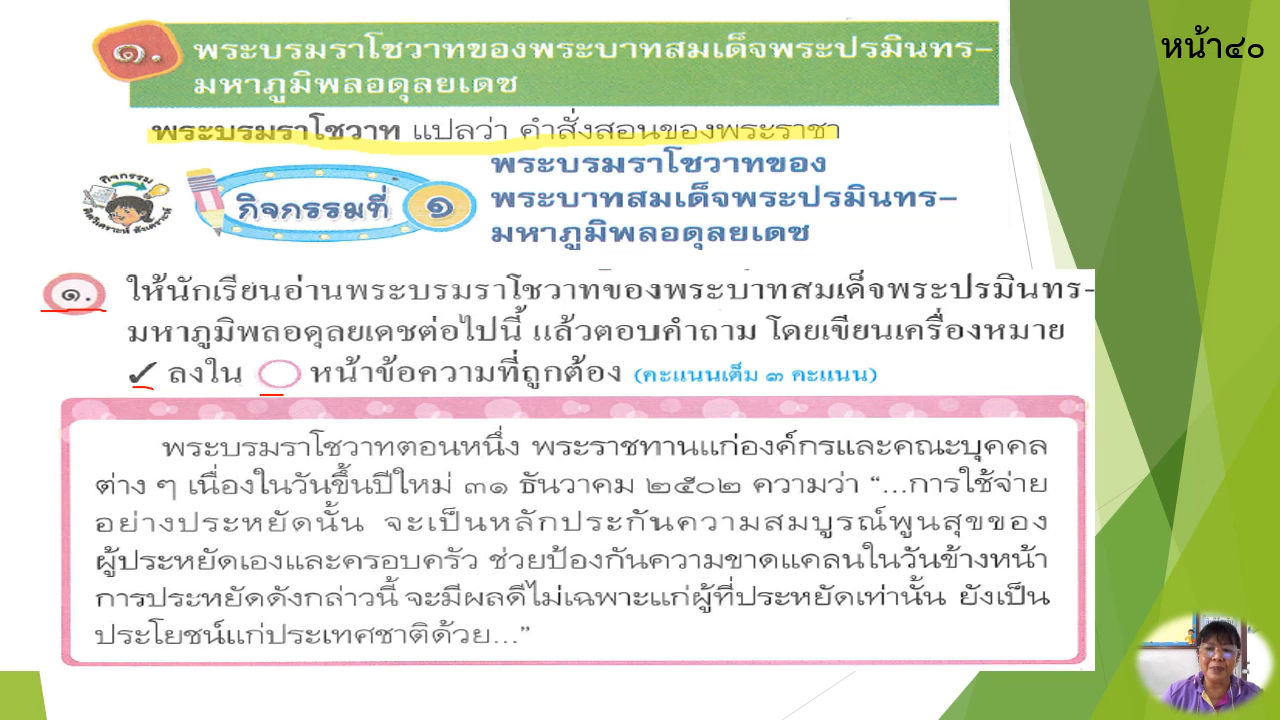 หน้า๔๐
๑. พระบรมราโชวาทของพระบาทสมเด็จพระปรมินทร-
มหาภูมิพลอดุลยเดช
พระบรมราโชวาท แปลว่า คำสั่งสอนของพระราชา
กิจกรรม
คิดวิเคราะห์ สังเคราะห์
กิจกรรมที่ ๑
พระบรมราโชวาทของ
พระบาทสมเด็จพระปรมินทร-
มหาภูมิพลอดุลยเดช
๑. ให้นักเรียนอ่านพระบรมราโชวาทของพระบาทสมเด็จพระปรมินทร-
มหาภูมิพลอดุลยเดชต่อไปนี้ แล้วตอบคำถาม โดยเขียนเครื่องหมาย
✓ ลงใน ◯ หน้าข้อความที่ถูกต้อง (คะแนนเต็ม ๓ คะแนน)
พระบรมราโชวาทตอนหนึ่ง พระราชทานแก่องค์กรและคณะบุคคล
ต่าง ๆ เนื่องในวันขึ้นปีใหม่ ๓๑ ธันวาคม ๒๕๐๒ ความว่า “...การใช้จ่าย
อย่างประหยัดนั้น จะเป็นหลักประกันความสมบูรณ์พูนสุขของ
ผู้ประหยัดเองและครอบครัว ช่วยป้องกันความขาดแคลนในวันข้างหน้า
การประหยัดดังกล่าวนี้ จะมีผลดีไม่เฉพาะแก่ผู้ที่ประหยัดเท่านั้น ยังเป็น
ประโยชน์แก่ประเทศชาติด้วย...”